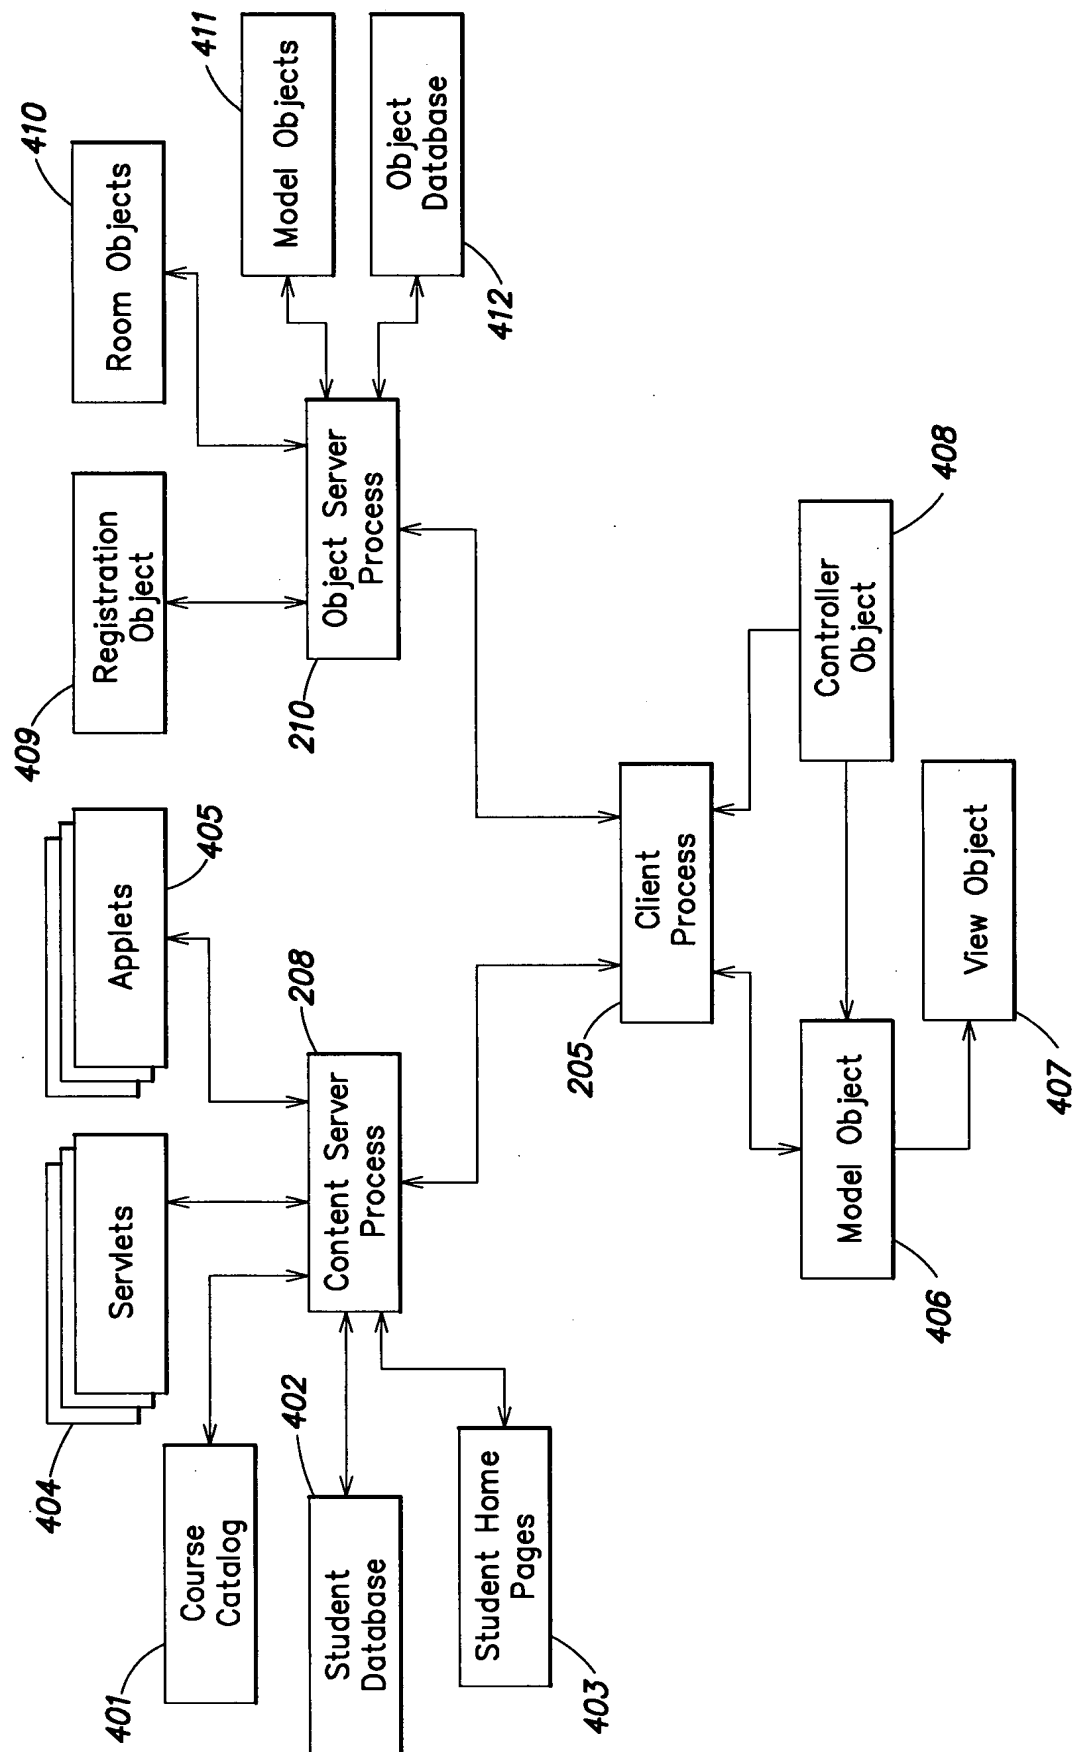 404
Servlets
Applets
405
409
Registration
Object
410
Room Objects
411
Model Objects
401
Course
Catalog
402
Student
Database
Content Server
Process
208
210
Object Server
Process
Object
Database
412
403
Student Home
Pages
205
Client
Process
406
Model Object
Controller
Object
408
View Object
407